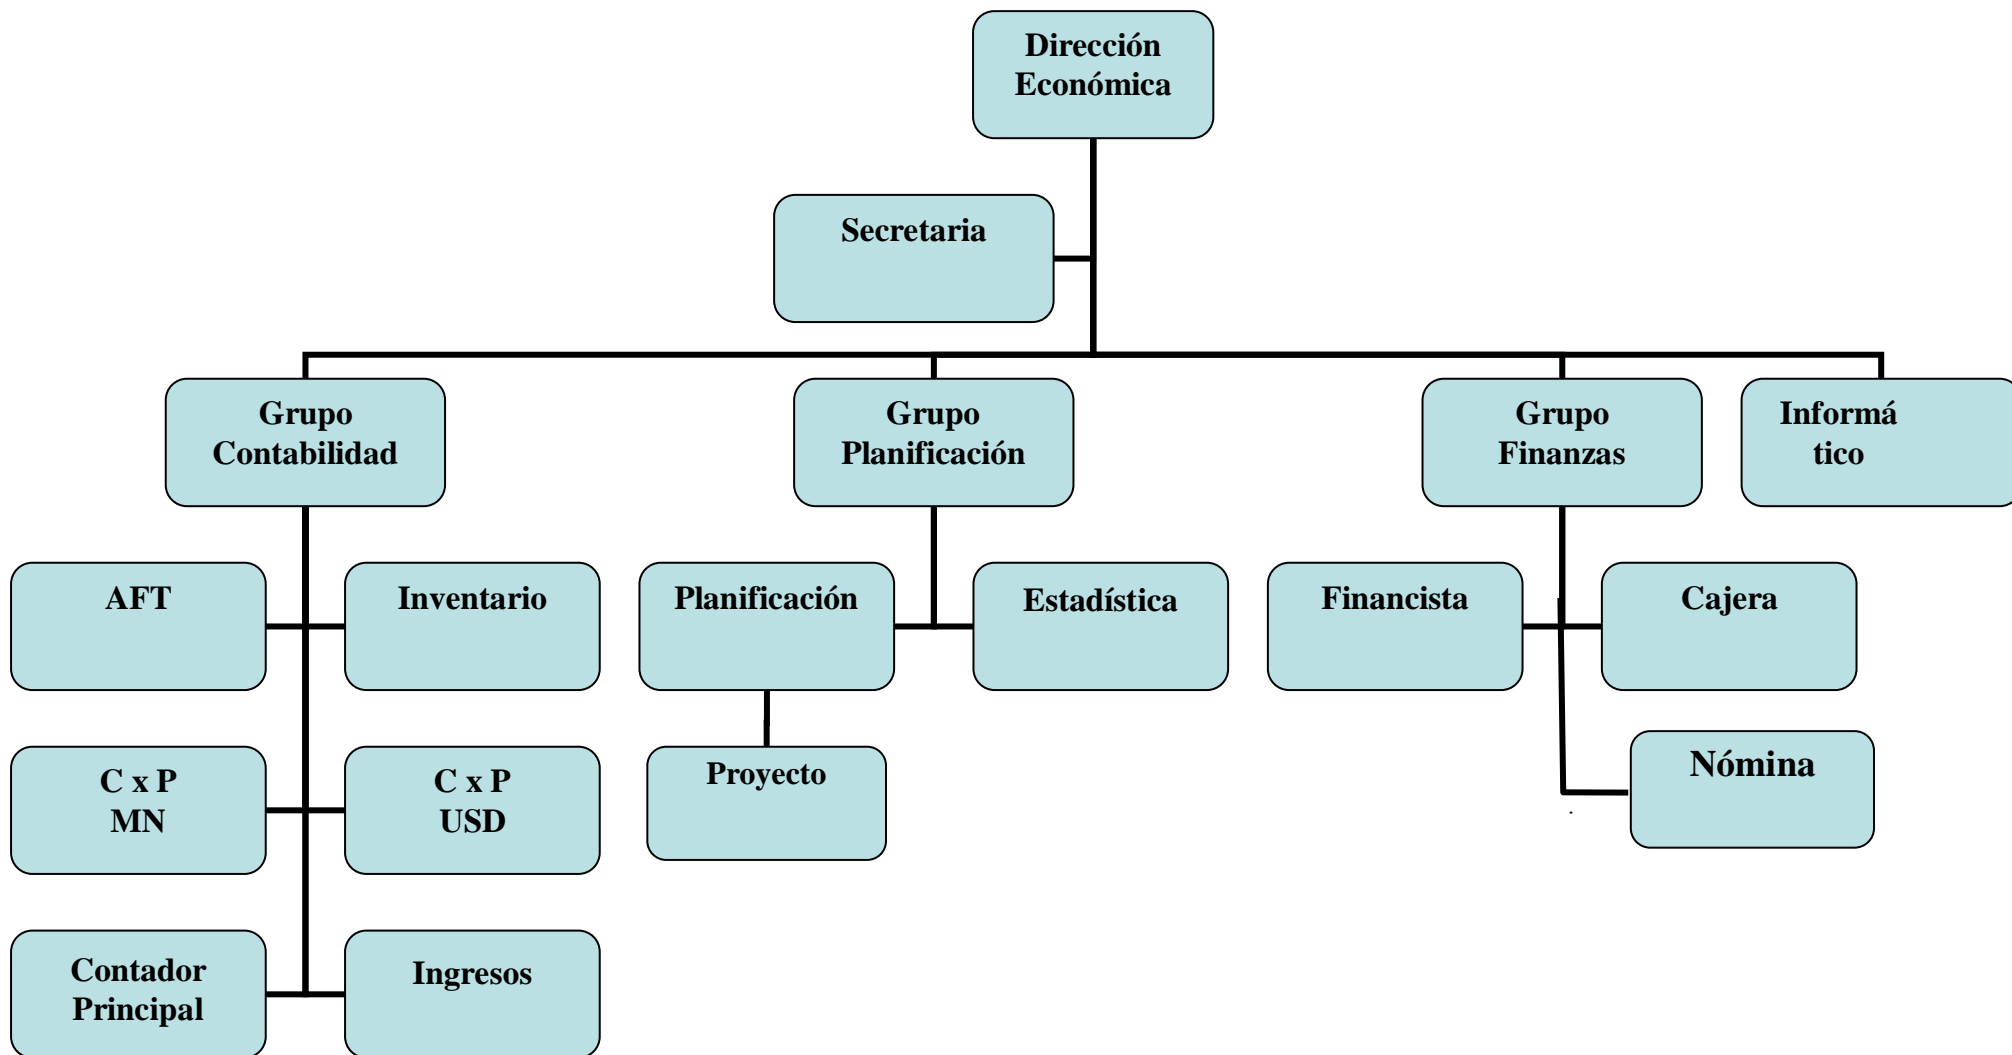 Dirección
Económica
Secretaria
Grupo
Contabilidad
Grupo
Planificación
Grupo
Finanzas
Informá
tico
AFT
Inventario
Planificación
Estadística
Financista
Cajera
C x P
MN
C x P
USD
Proyecto
Nómina
.
Contador
Principal
Ingresos